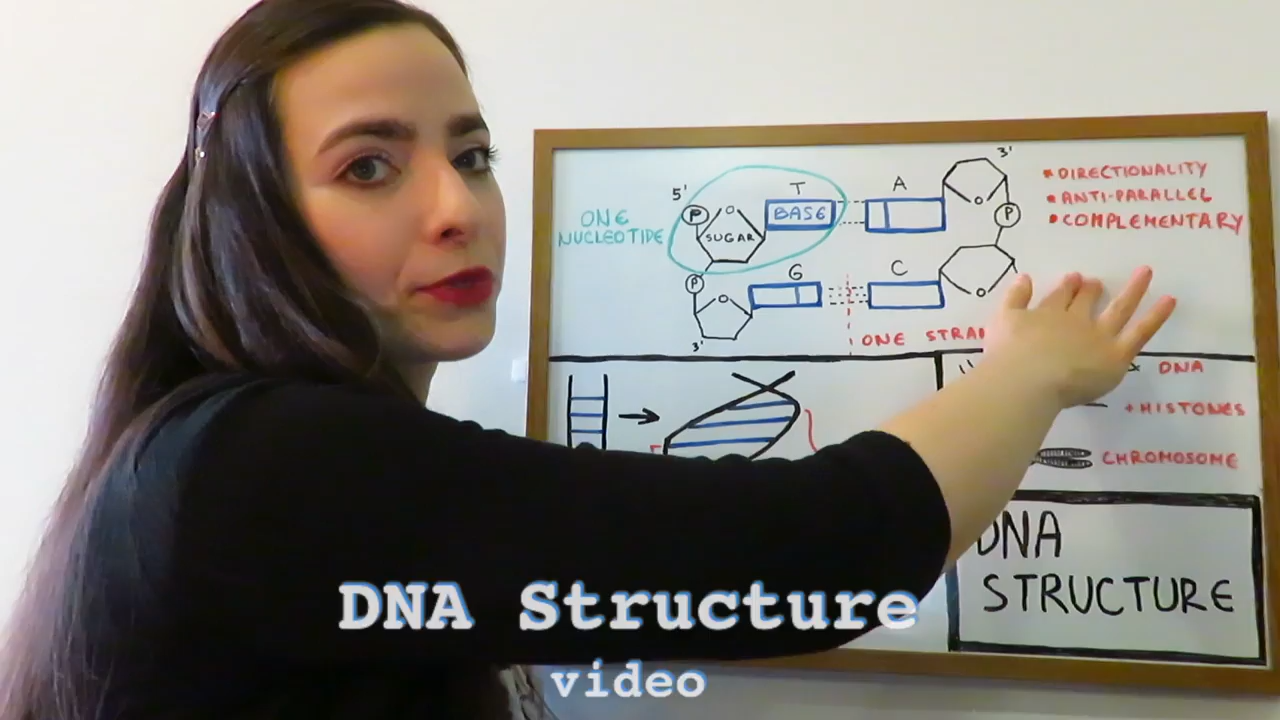 3'
• DIRECTIONALITY
5'
T
A
• ANTI-PARALLEL
ONE
NUCLEOTIDE
P
SUGAR
O
BASE
O
P
• COMPLEMENTARY
G
C
P
O
O
3'
ONE STRAN
DNA
+ HISTONES
CHROMOSOME
DNA
STRUCTURE
DNA Structure
video